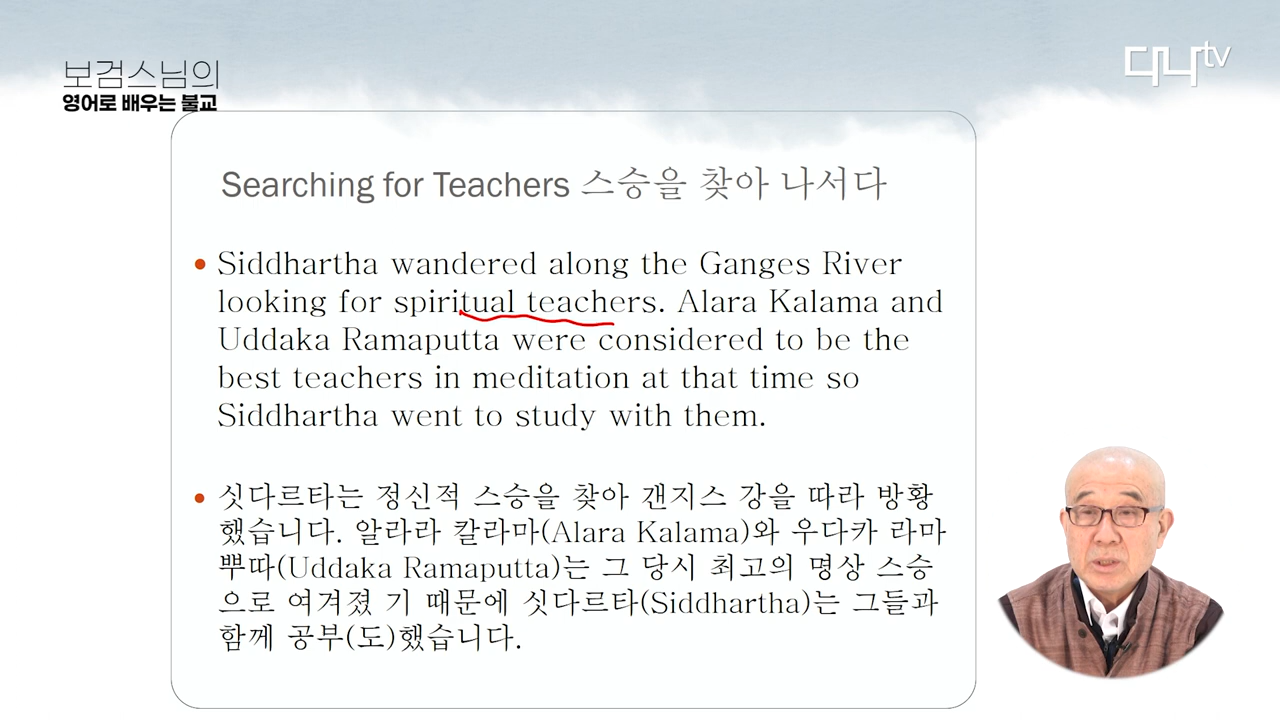 보검스님의
영어로 배우는 불교
디나tv
Searching for Teachers 스승을 찾아 나서다
• Siddhartha wandered along the Ganges River
looking for spiritual teachers. Alara Kalama and
Uddaka Ramaputta were considered to be the
best teachers in meditation at that time so
Siddhartha went to study with them.
• 싯다르타는 정신적 스승을 찾아 갠지스 강을 따라 방황
했습니다. 알라라 칼라마(Alara Kalama)와 우다카 라마
뿌따(Uddaka Ramaputta)는 그 당시 최고의 명상 스승
으로 여겨졌 기 때문에 싯다르타(Siddhartha)는 그들과
함께 공부(도)했습니다.